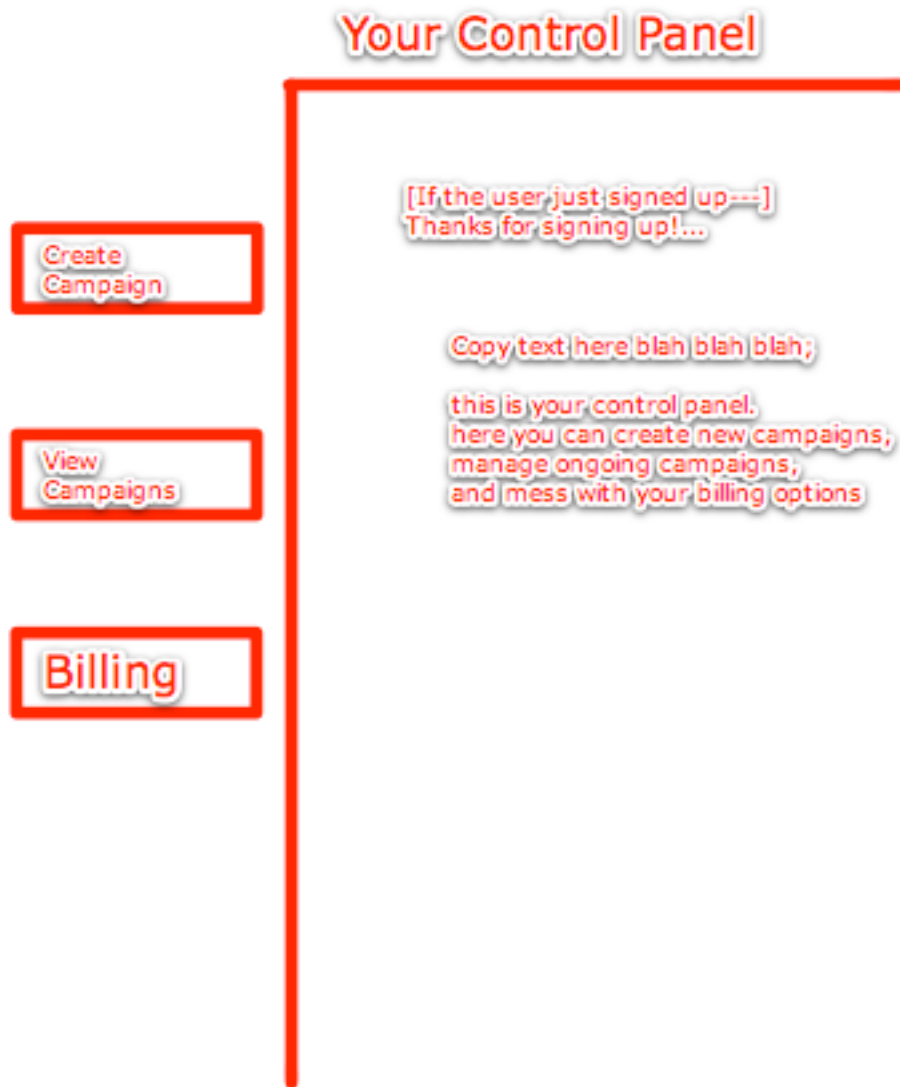 Your Control Panel
[If the user just signed up---]
Thanks for signing up!...
Create
Campaign
Copy text here blah blah blah;
this is your control panel.
here you can create new campaigns,
manage ongoing campaigns,
and mess with your billing options
View
Campaigns
Billing